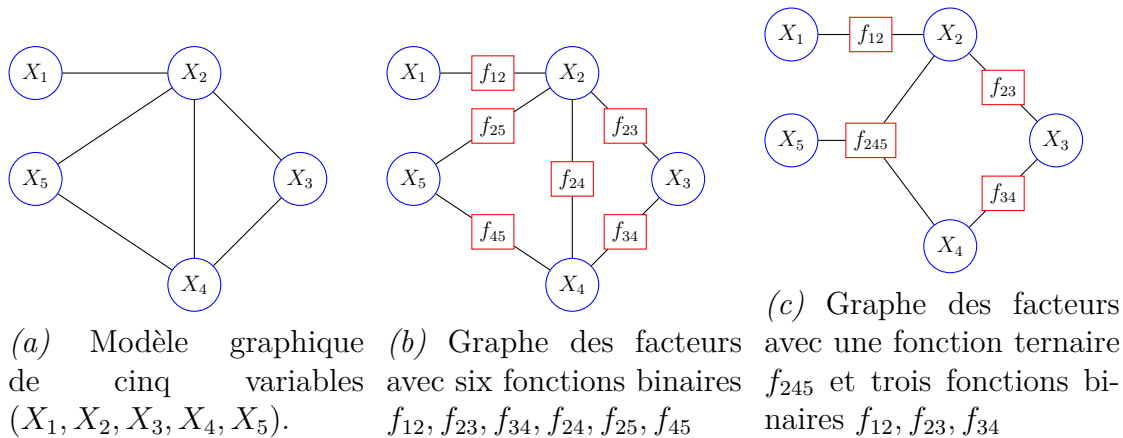 X₁ X₂ X₅ X₃ X₄
(a) Modèle graphique
de cinq variables
(X₁, X₂, X₃, X₄, X₅).
X₁ f₁₂ X₂
f₂₅ f₂₃
X₅ f₂₄ X₃
f₄₅ f₃₄
X₄
(b) Graphe des facteurs
avec six fonctions binaires
f₁₂, f₂₃, f₃₄, f₂₄, f₂₅, f₄₅
X₁ f₁₂ X₂
f₂₃
X₅ f₂₄₅ X₃
f₃₄
X₄
(c) Graphe des facteurs
avec une fonction ternaire
f₂₄₅ et trois fonctions bi-
naires f₁₂, f₂₃, f₃₄